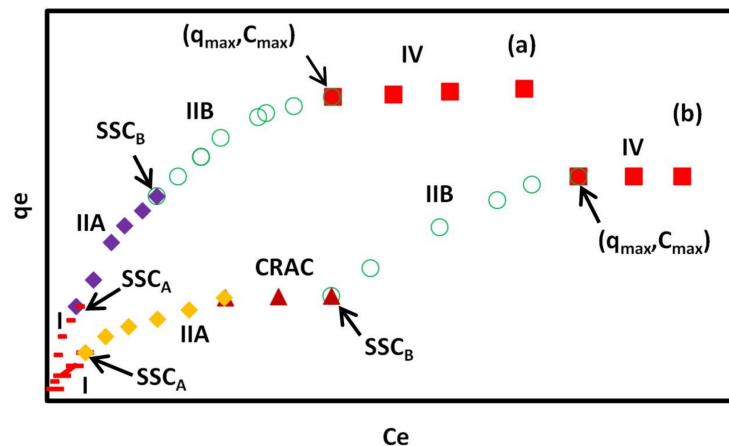 (qmax,Cmax)
IV
(a)
IIB
SSCB
(b)
IV
IIB
qe
IIA
(qmax,Cmax)
SSCA
CRAC
I
IIA
SSCB
SSCA
I
Ce